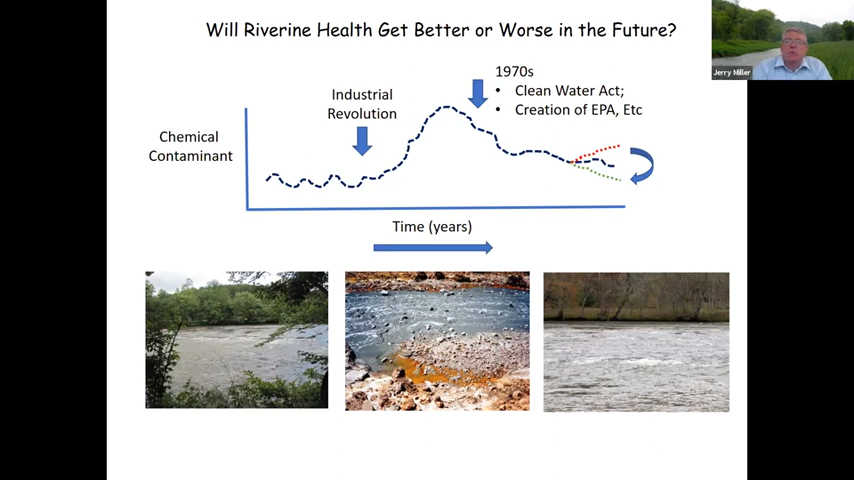 Will Riverine Health Get Better or Worse in the Future?
Jerry Miller
1970s
• Clean Water Act;
• Creation of EPA, Etc
Industrial
Revolution
Chemical
Contaminant
Time (years)